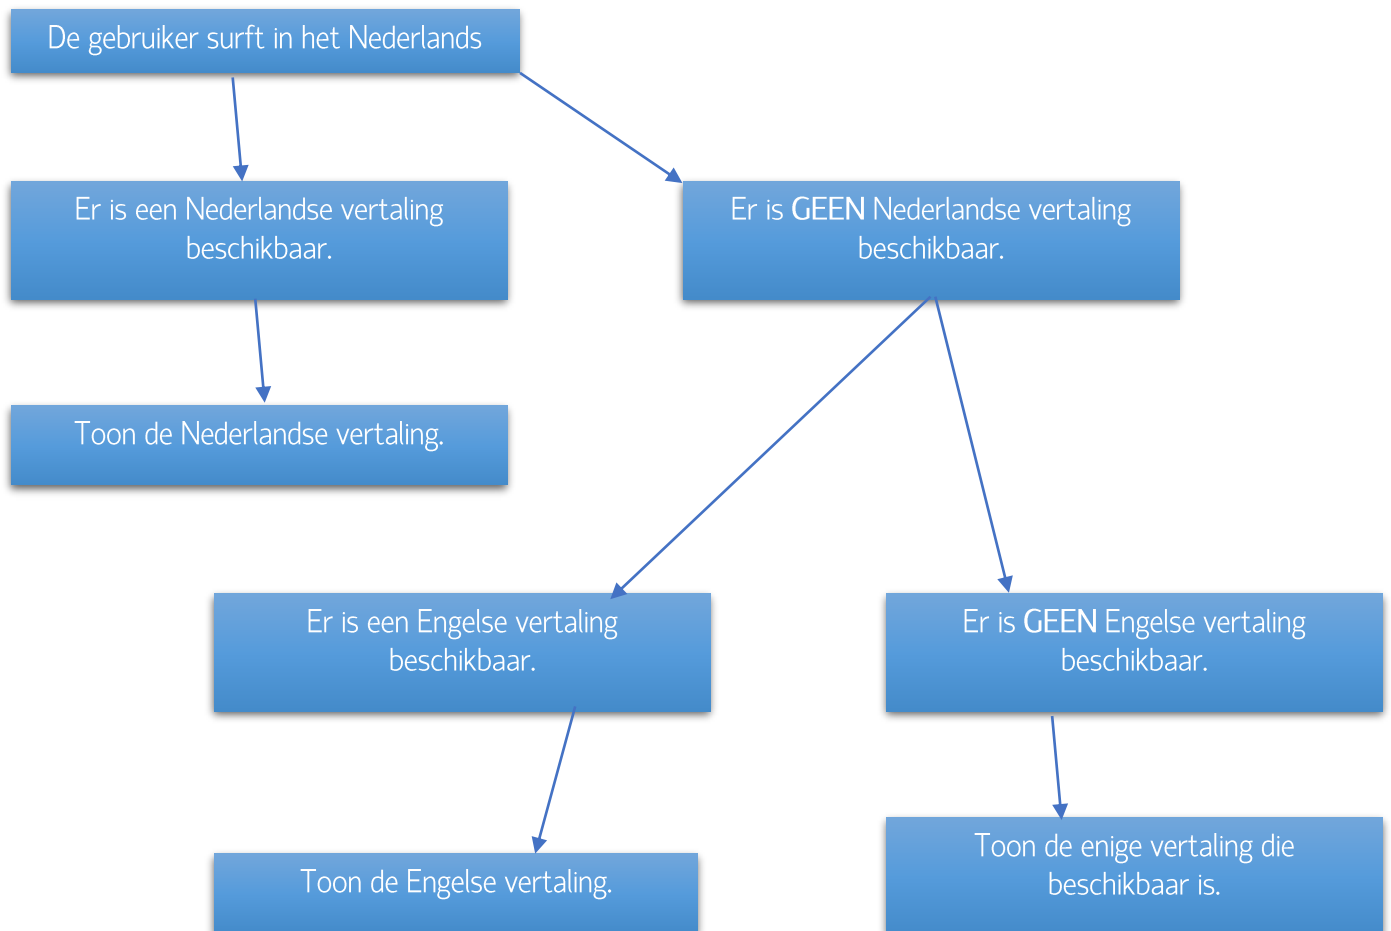 De gebruiker surft in het Nederlands
Er is een Nederlandse vertaling
beschikbaar.
Er is GEEN Nederlandse vertaling
beschikbaar.
Toon de Nederlandse vertaling.
Er is een Engelse vertaling
beschikbaar.
Er is GEEN Engelse vertaling
beschikbaar.
Toon de Engelse vertaling.
Toon de enige vertaling die
beschikbaar is.